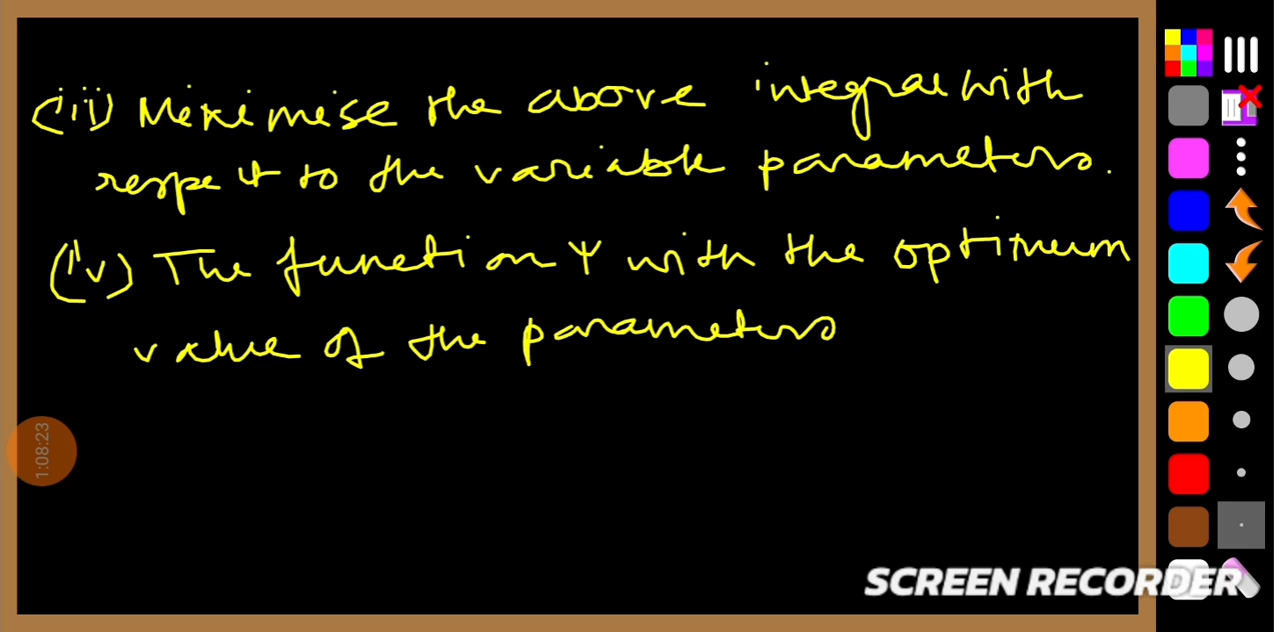 (iii) Meximise the above integral with
respect to the variable parameters.
(iv) The function Ψ with the optimum
value of the parameters
1:08:23
SCREEN RECORDER